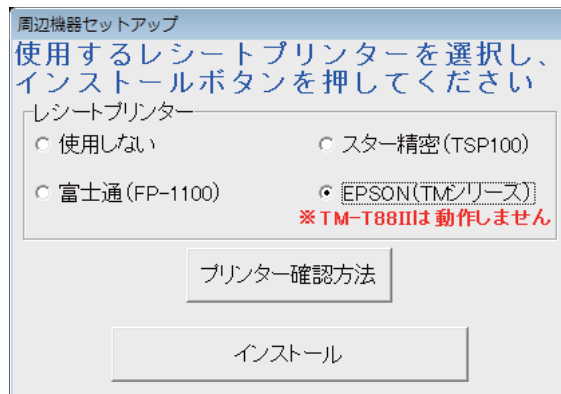 周辺機器セットアップ
使用するレシートプリンターを選択し、
インストールボタンを押してください
レシートプリンター
使用しない
スター精密(TSP100)
富士通(FP-1100)
EPSON(TMシリーズ)
※TM-T88IIIは動作しません
プリンター確認方法
インストール